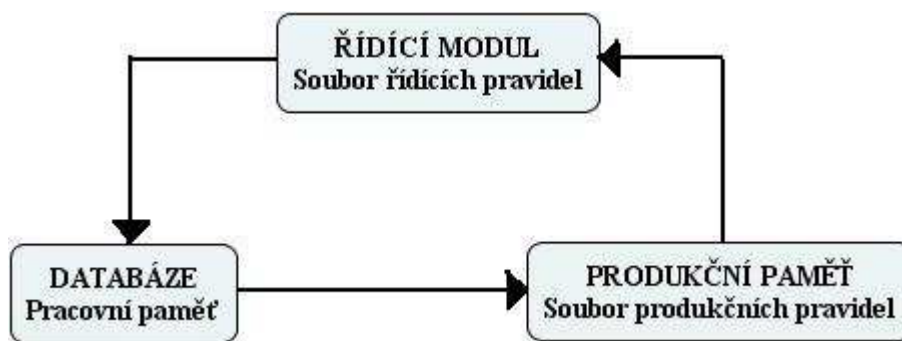 ŘÍDÍCÍ MODUL
Soubor řídících pravidel
DATABÁZE
Pracovní paměť
PRODUKČNÍ PAMĚŤ
Soubor produkčních pravidel